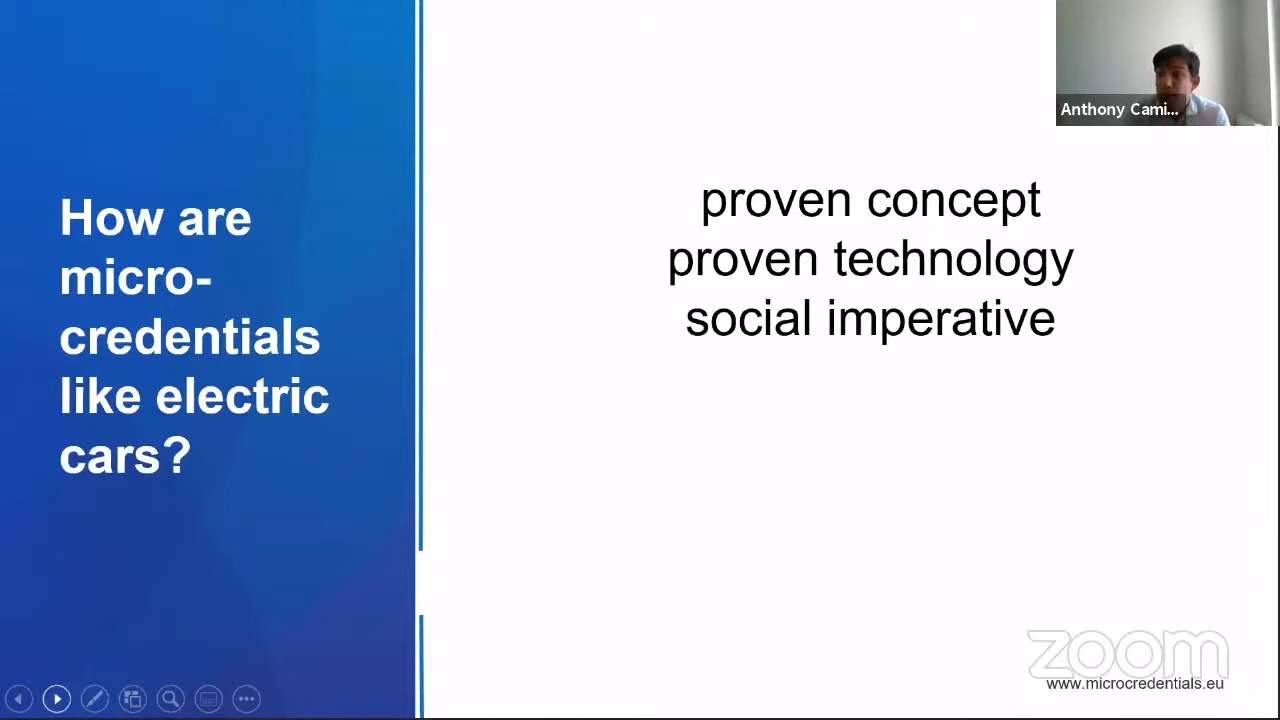 How are
micro-
credentials
like electric
cars?
proven concept
proven technology
social imperative
Anthony Cami...
zoom
www.microcredentials.eu